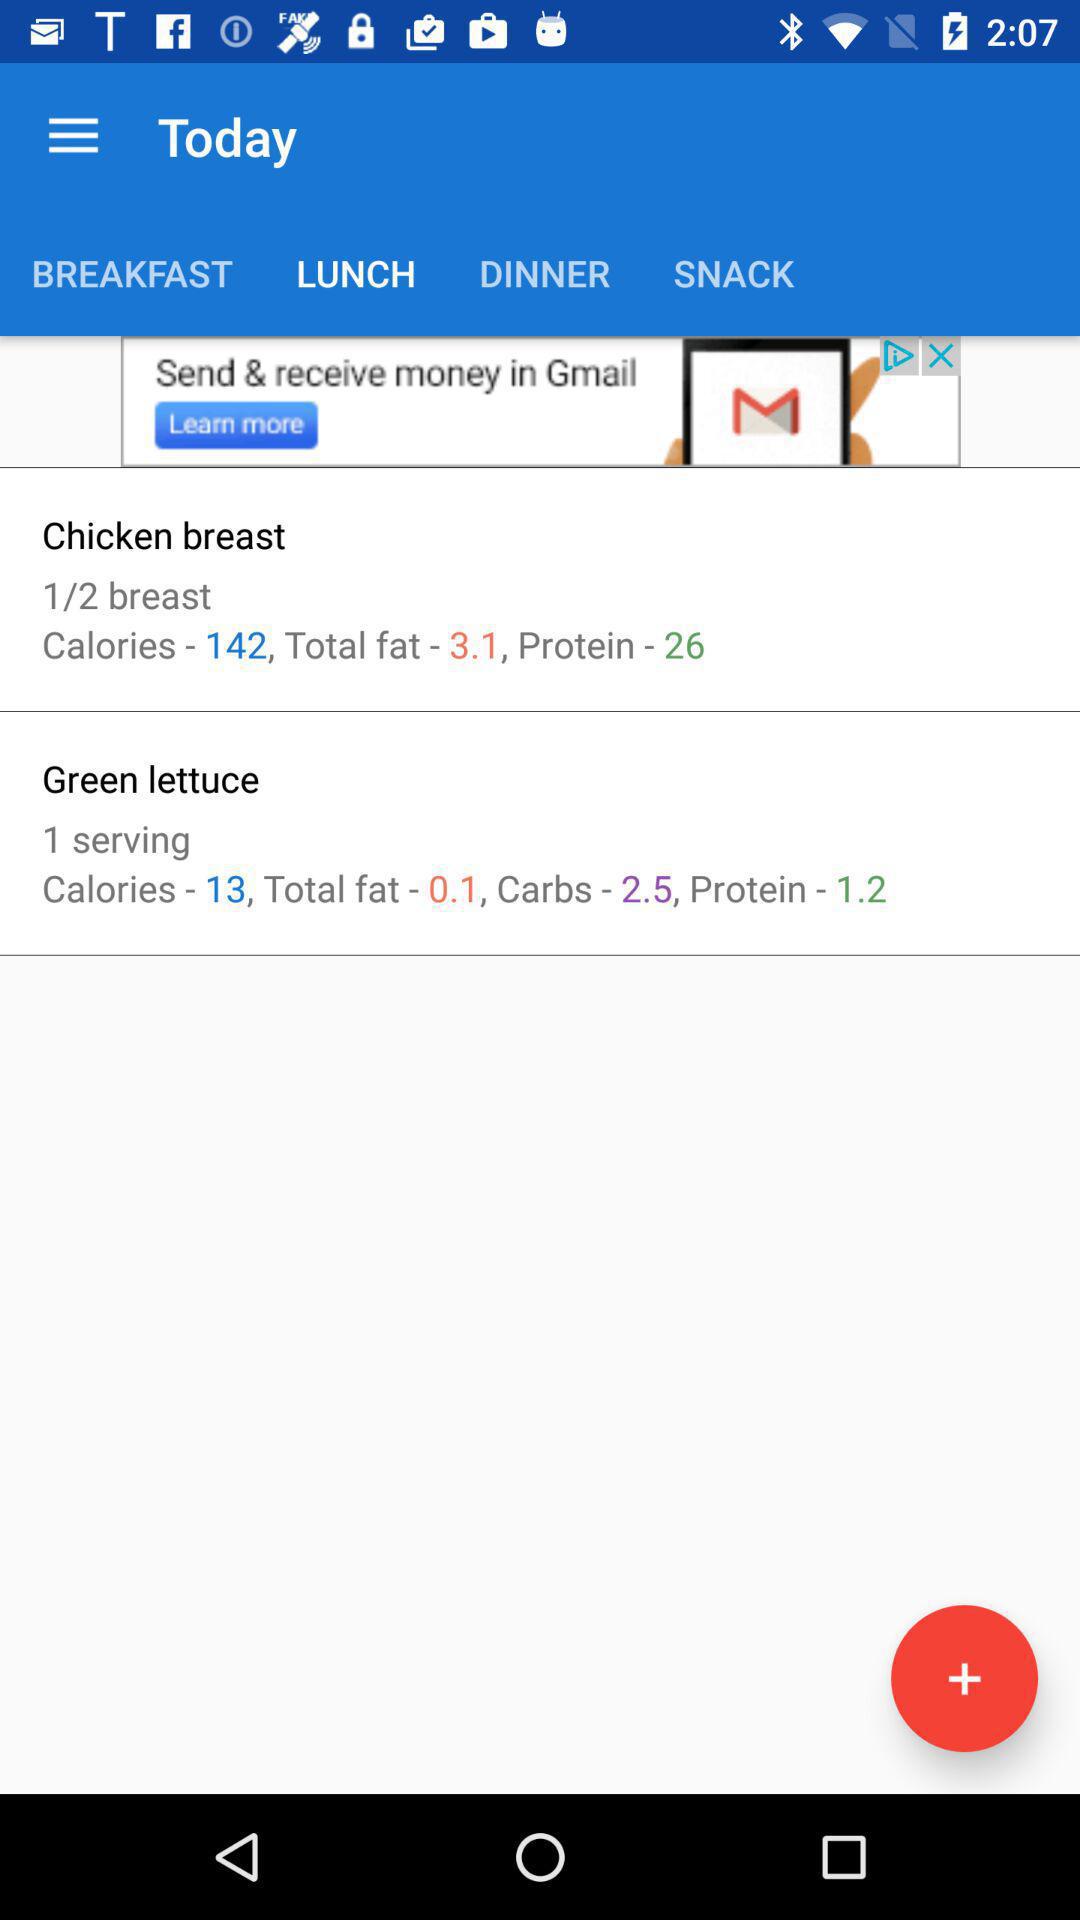 FAKE
2:07
Today
BREAKFAST LUNCH DINNER SNACK
Send & receive money in Gmail
Learn more
Chicken breast
1/2 breast
Calories - 142, Total fat - 3.1, Protein - 26
Green lettuce
1 serving
Calories - 13, Total fat - 0.1, Carbs - 2.5, Protein - 1.2